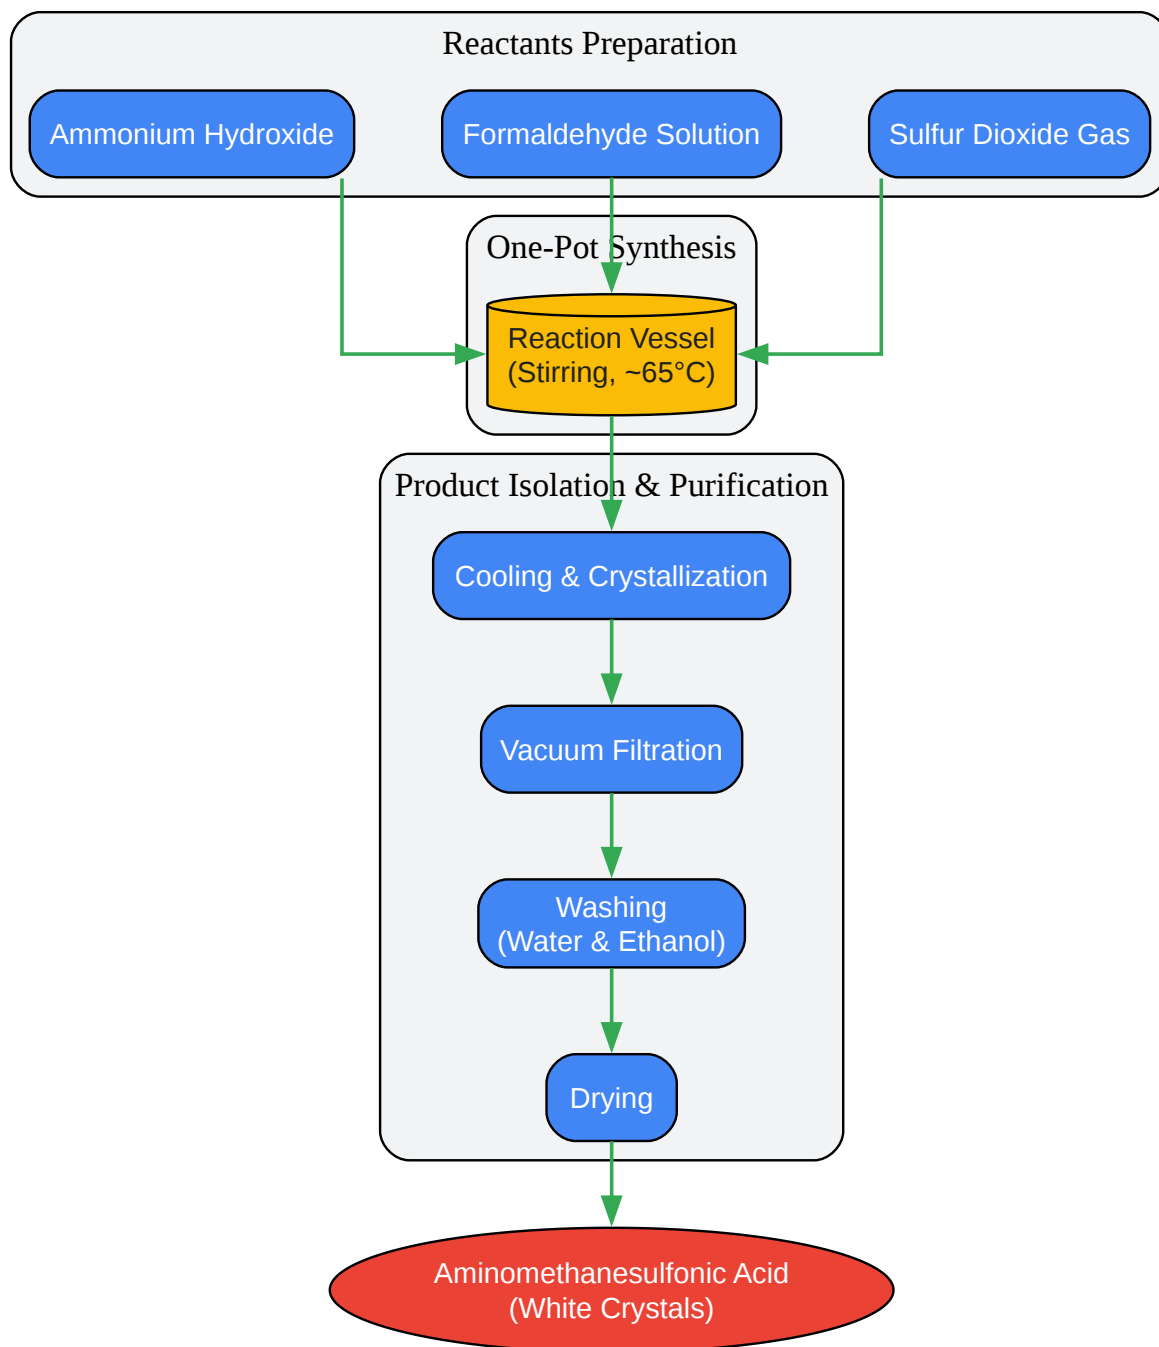 Reactants Preparation
Ammonium Hydroxide
Formaldehyde Solution
Sulfur Dioxide Gas
One-Pot Synthesis
Reaction Vessel
(Stirring, ~65°C)
Product Isolation & Purification
Cooling & Crystallization
Vacuum Filtration
Washing
(Water & Ethanol)
Drying
Aminomethanesulfonic Acid
(White Crystals)